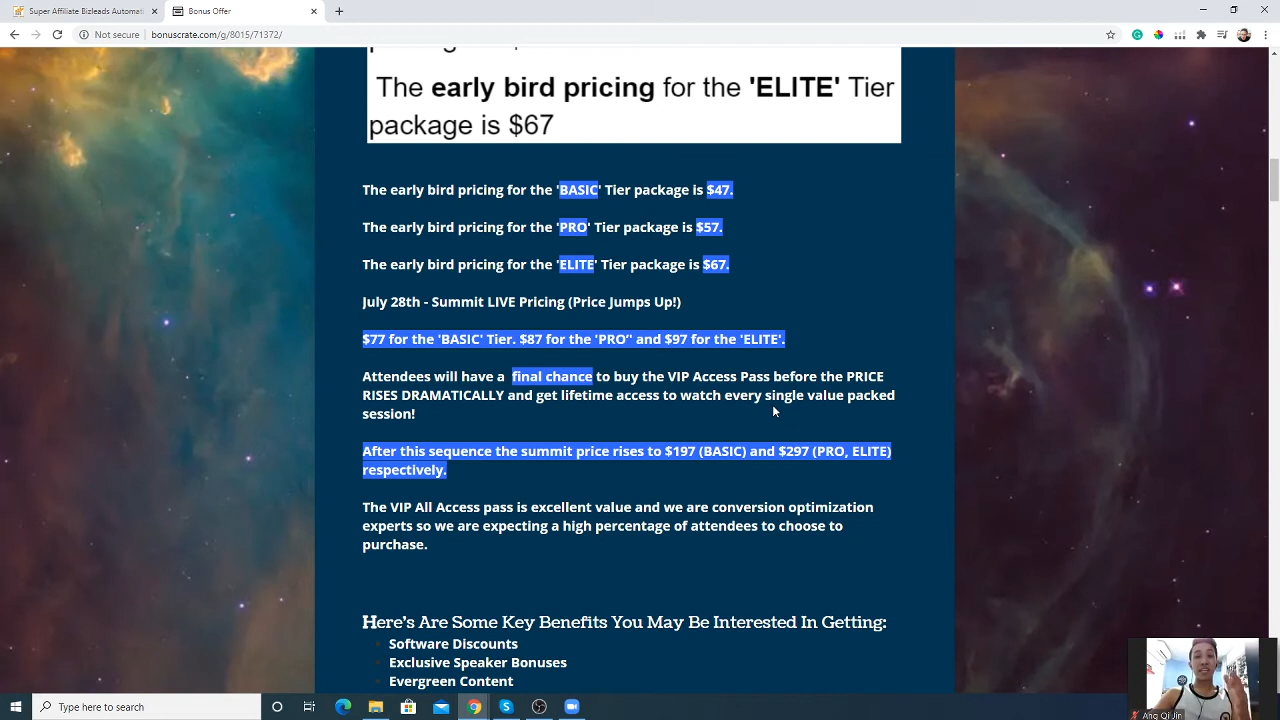 Super Affiliate Bizleads Automati
Bonus Offer
Not secure
bonuscrate.com/g/8015/71372/
The early bird pricing for the 'ELITE' Tier
package is $67
The early bird pricing for the 'BASIC' Tier package is $47.
The early bird pricing for the 'PRO' Tier package is $57.
The early bird pricing for the 'ELITE' Tier package is $67.
July 28th - Summit LIVE Pricing (Price Jumps Up!)
$77 for the 'BASIC' Tier. $87 for the 'PRO" and $97 for the 'ELITE'.
Attendees will have a final chance to buy the VIP Access Pass before the PRICE
RISES DRAMATICALLY and get lifetime access to watch every single value packed
session!
After this sequence the summit price rises to $197 (BASIC) and $297 (PRO, ELITE)
respectively.
The VIP All Access pass is excellent value and we are conversion optimization
experts so we are expecting a high percentage of attendees to choose to
purchase.
Here's Are Some Key Benefits You May Be Interested In Getting:
Software Discounts
Exclusive Speaker Bonuses
Evergreen Content
Type here to search
Ang Qi Jin